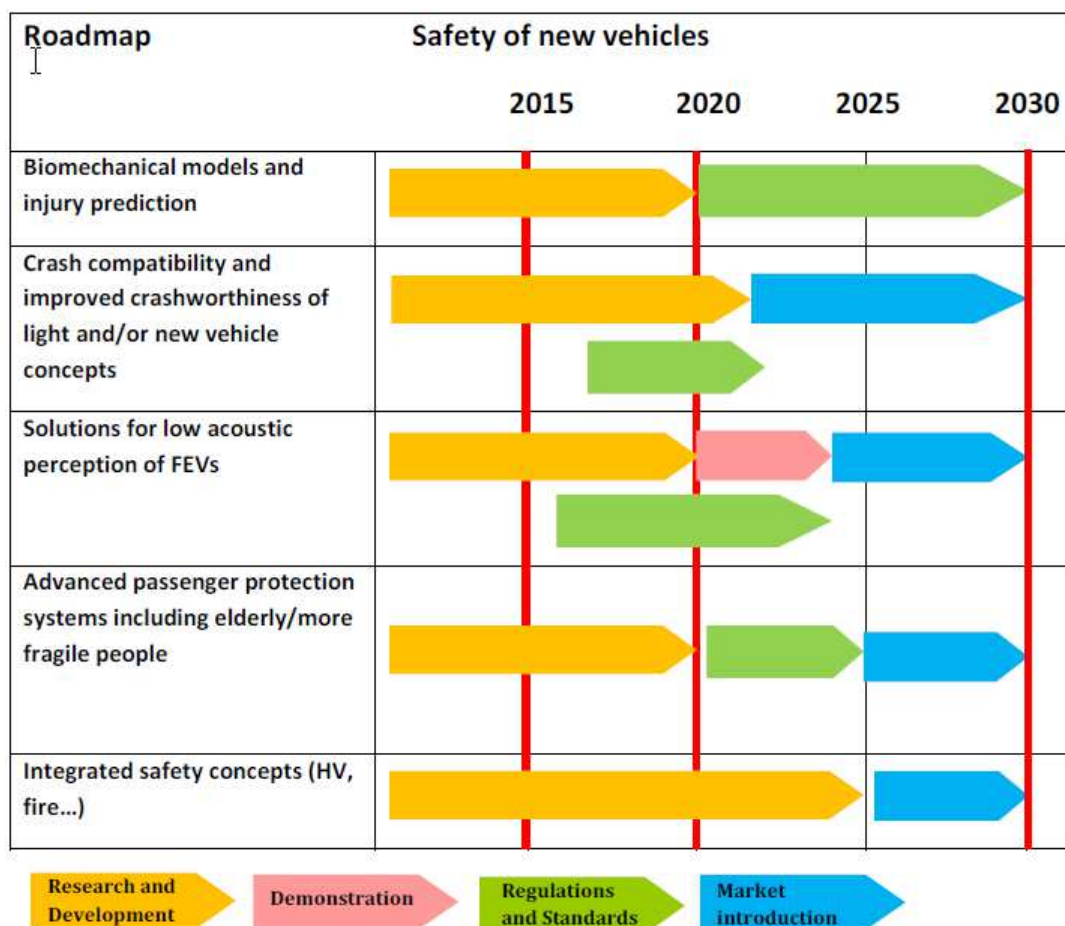 Roadmap Safety of new vehicles
2015 2020 2025 2030
Biomechanical models and
injury prediction
Crash compatibility and
improved crashworthiness of
light and/or new vehicle
concepts
Solutions for low acoustic
perception of FEVs
Advanced passenger protection
systems including elderly/more
fragile people
Integrated safety concepts (HV,
fire...)
Research and
Development
Demonstration
Regulations
and Standards
Market
introduction